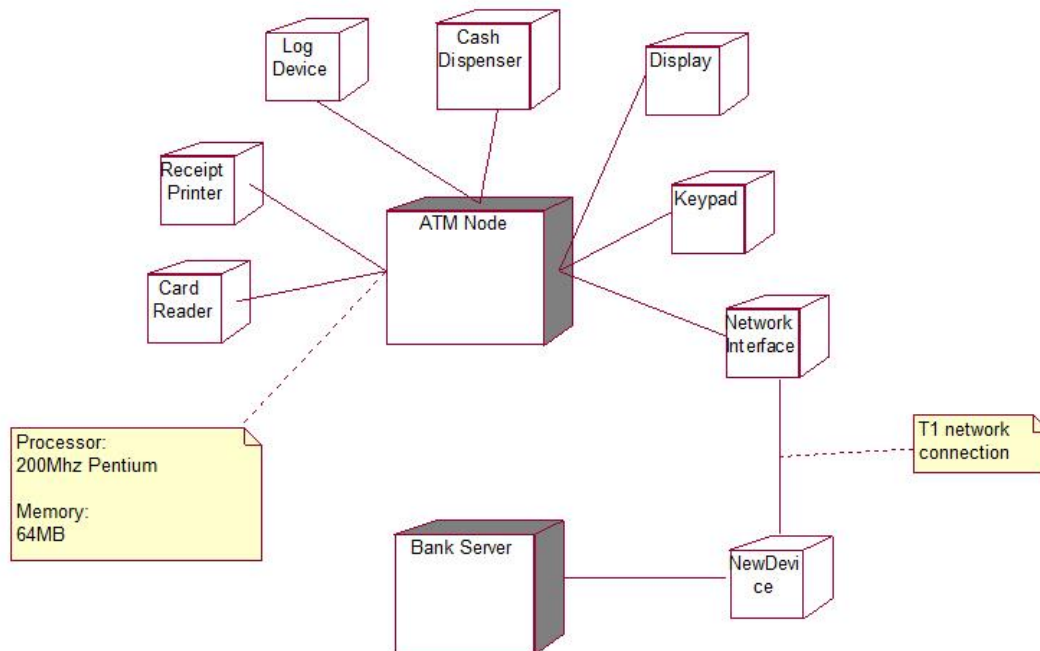 Log
Device
Cash
Dispenser
Display
Receipt
Printer
ATM Node
Keypad
Card
Reader
Network
Interface
Processor:
200Mhz Pentium
Memory:
64MB
T1 network
connection
Bank Server
NewDevi
ce